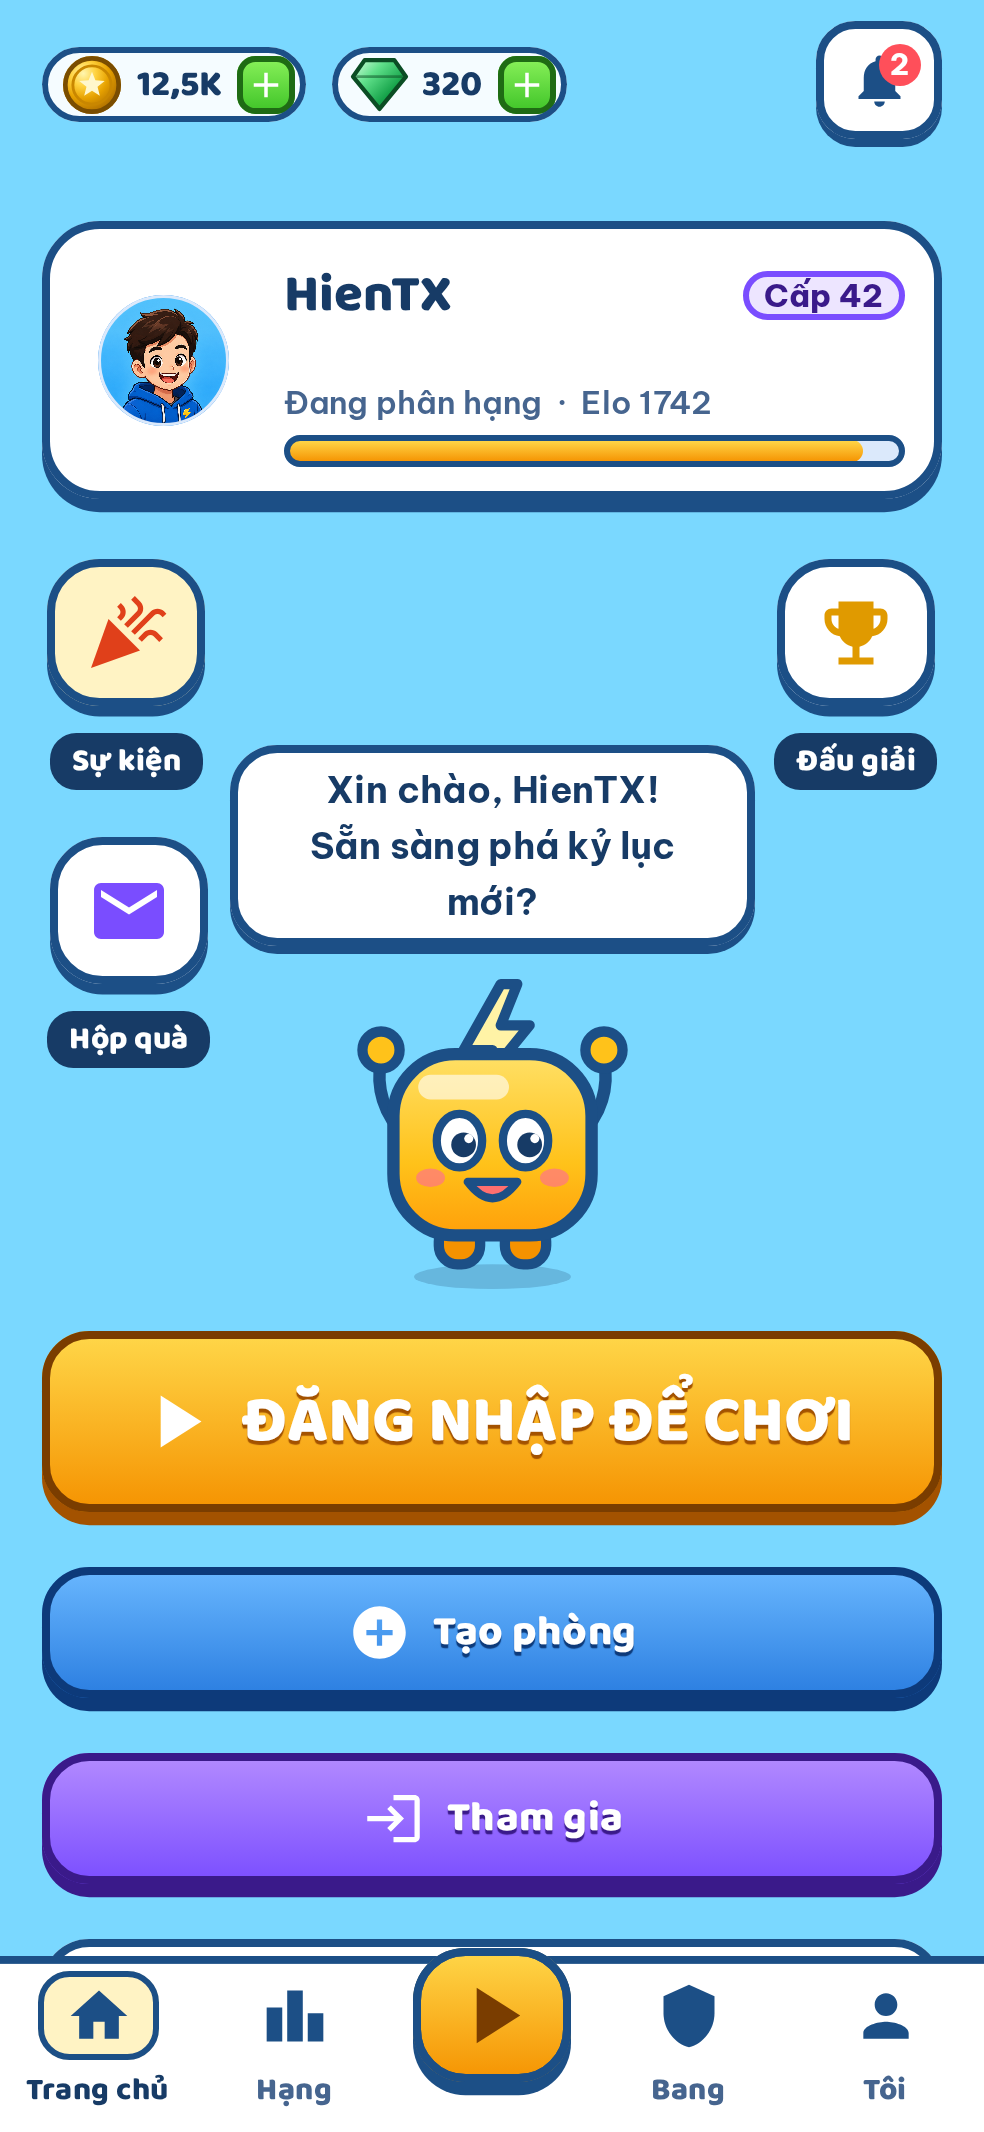 12,5K
320
2
HienTX
Cấp 42
Đang phân hạng · Elo 1742
Sự kiện
Đấu giải
Xin chào, HienTX!
Sẵn sàng phá kỷ lục
mới?
Hộp quà
ĐĂNG NHẬP ĐỂ CHƠI
Tạo phòng
Tham gia
Trang chủ
Hạng
Bang
Tôi